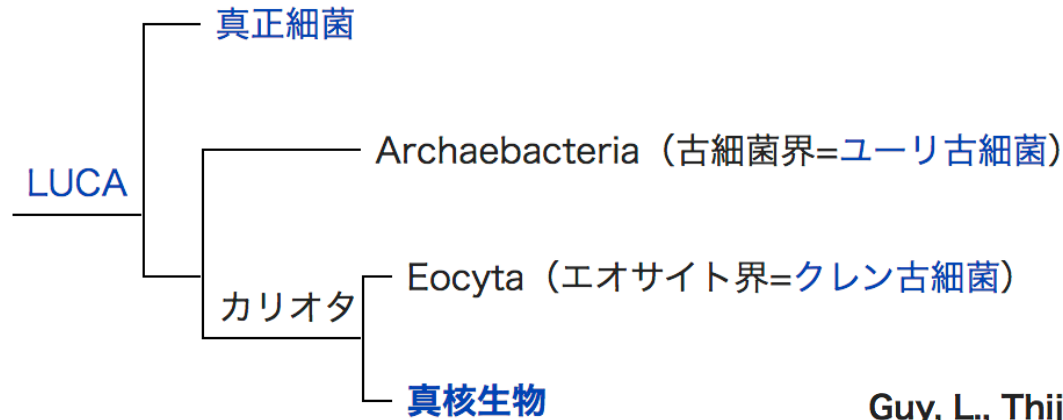 真正細菌
Archaebacteria（古細菌界=ユーリ古細菌）
LUCA
Eocyta（エオサイト界=クレン古細菌）
カリオタ
真核生物
Guy, L., Thij